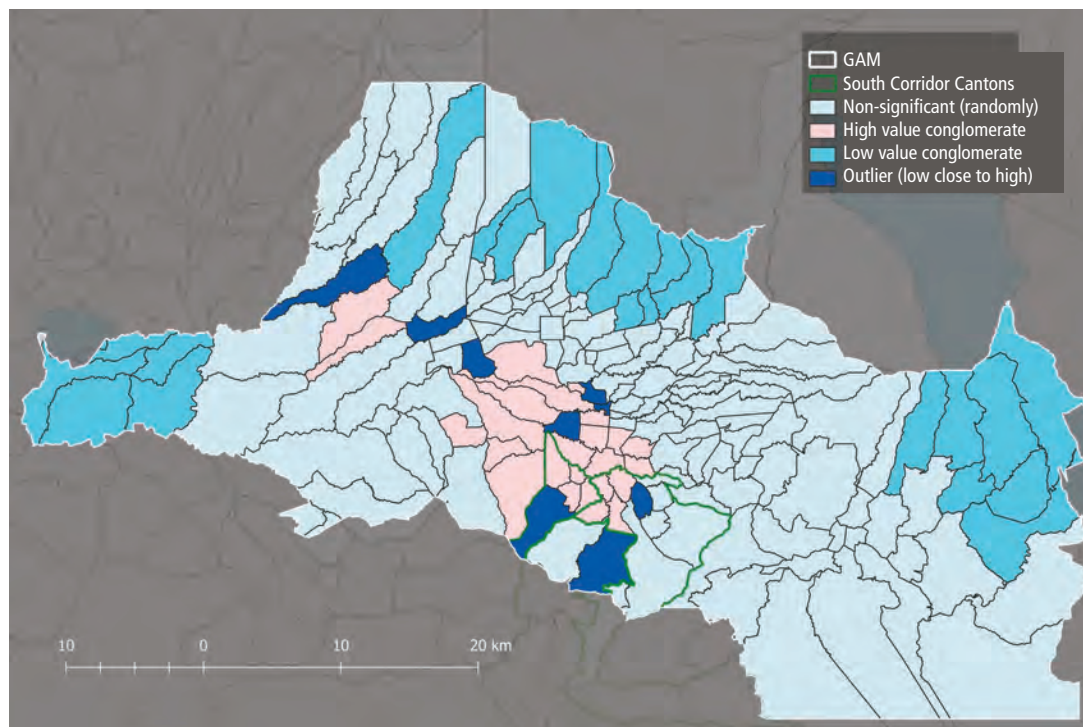 GAM
South Corridor Cantons
Non-significant (randomly)
High value conglomerate
Low value conglomerate
Outlier (low close to high)
10 0 10 20 km